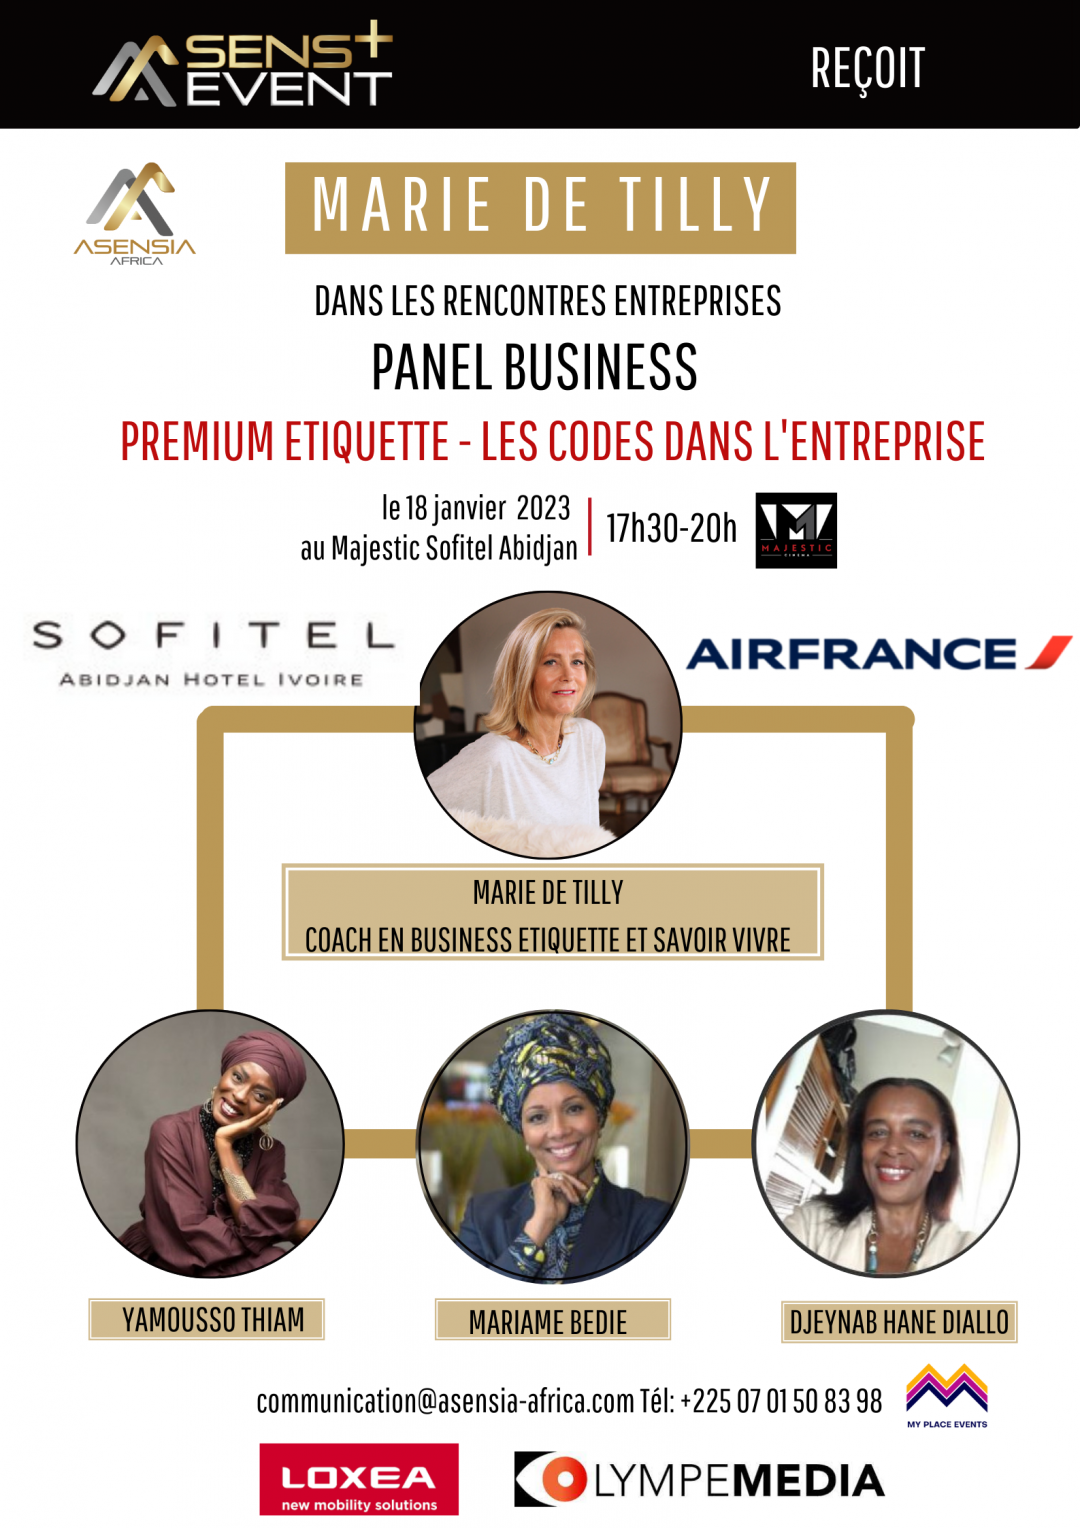 SENS+
EVENT
REÇOIT
ASENSIA
AFRICA
MARIE DE TILLY
DANS LES RENCONTRES ENTREPRISES
PANEL BUSINESS
PREMIUM ETIQUETTE - LES CODES DANS L'ENTREPRISE
le 18 janvier 2023
au Majestic Sofitel Abidjan
17h30-20h
MAJESTIC
CINEMA
SOFITEL
ABIDJAN HOTEL IVOIRE
AIRFRANCE
MARIE DE TILLY
COACH EN BUSINESS ETIQUETTE ET SAVOIR VIVRE
YAMOUSSO THIAM
MARIAME BEDIE
DJEYNAB HANE DIALLO
communication@asensia-africa.com Tél: +225 07 01 50 83 98
MY PLACE EVENTS
LOXEA
new mobility solutions
OLYMPEMEDIA